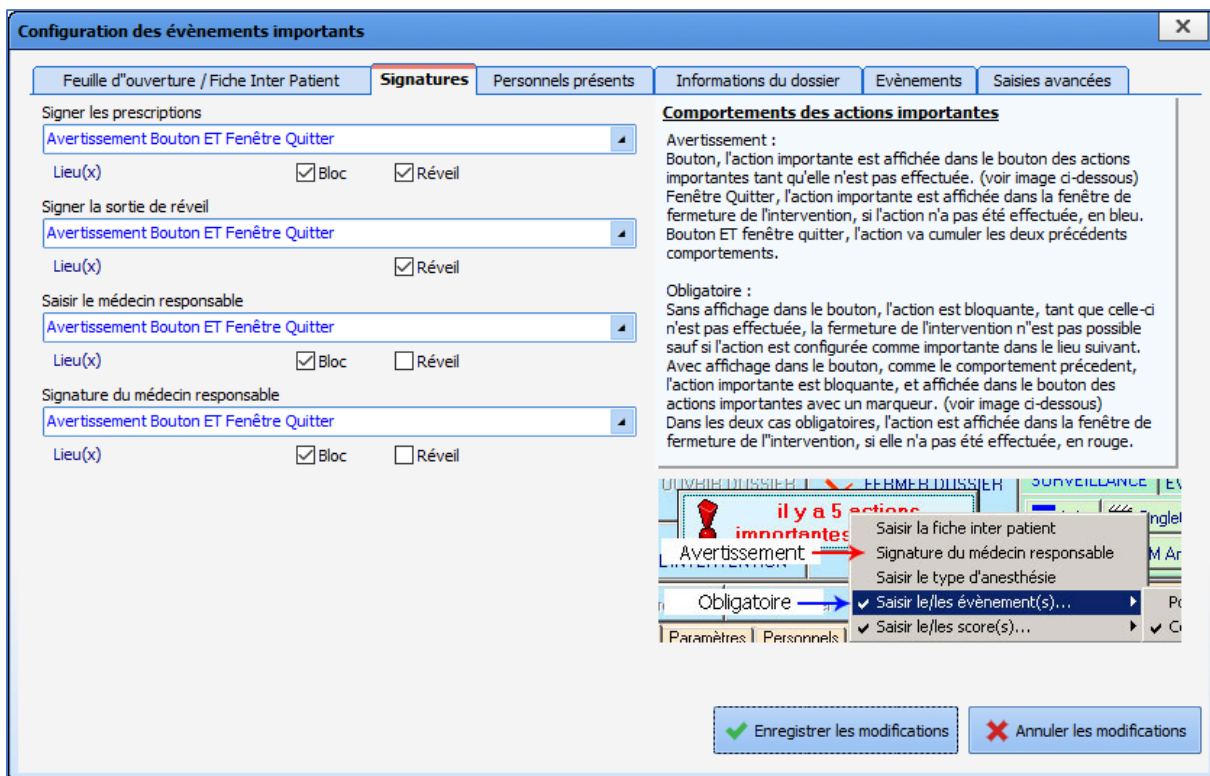 Configuration des évènements importants
Feuille d"ouverture / Fiche Inter Patient
Signatures
Personnels présents
Informations du dossier
Evènements
Saisies avancées
Signer les prescriptions
Avertissement Bouton ET Fenêtre Quitter
Lieu(x)
Bloc
Réveil
Signer la sortie de réveil
Avertissement Bouton ET Fenêtre Quitter
Lieu(x)
Réveil
Saisir le médecin responsable
Avertissement Bouton ET Fenêtre Quitter
Lieu(x)
Bloc
Réveil
Signature du médecin responsable
Avertissement Bouton ET Fenêtre Quitter
Lieu(x)
Bloc
Réveil
Comportements des actions importantes
Avertissement :
Bouton, l'action importante est affichée dans le bouton des actions
importantes tant qu'elle n'est pas effectuée. (voir image ci-dessous)
Fenêtre Quitter, l'action importante est affichée dans la fenêtre de
fermeture de l'intervention, si l'action n'a pas été effectuée, en bleu.
Bouton ET fenêtre quitter, l'action va cumuler les deux précédents
comportements.
Obligatoire :
Sans affichage dans le bouton, l'action est bloquante, tant que celle-ci
n'est pas effectuée, la fermeture de l'intervention n"est pas possible
sauf si l'action est configurée comme importante dans le lieu suivant.
Avec affichage dans le bouton, comme le comportement précedent,
l'action importante est bloquante, et affichée dans le bouton des
actions importantes avec un marqueur. (voir image ci-dessous)
Dans les deux cas obligatoires, l'action est affichée dans la fenêtre de
fermeture de l"intervention, si elle n'a pas été effectuée, en rouge.
OUVRIR DOSSIER
FERMER DOSSIER
SURVEILLANCE
il y a 5 actions
importantes
Saisir la fiche inter patient
Avertissement
Signature du médecin responsable
Saisir le type d'anesthésie
Obligatoire
Saisir le/les évènement(s)...
Saisir le/les score(s)...
Paramètres
Personnels
Enregistrer les modifications
Annuler les modifications